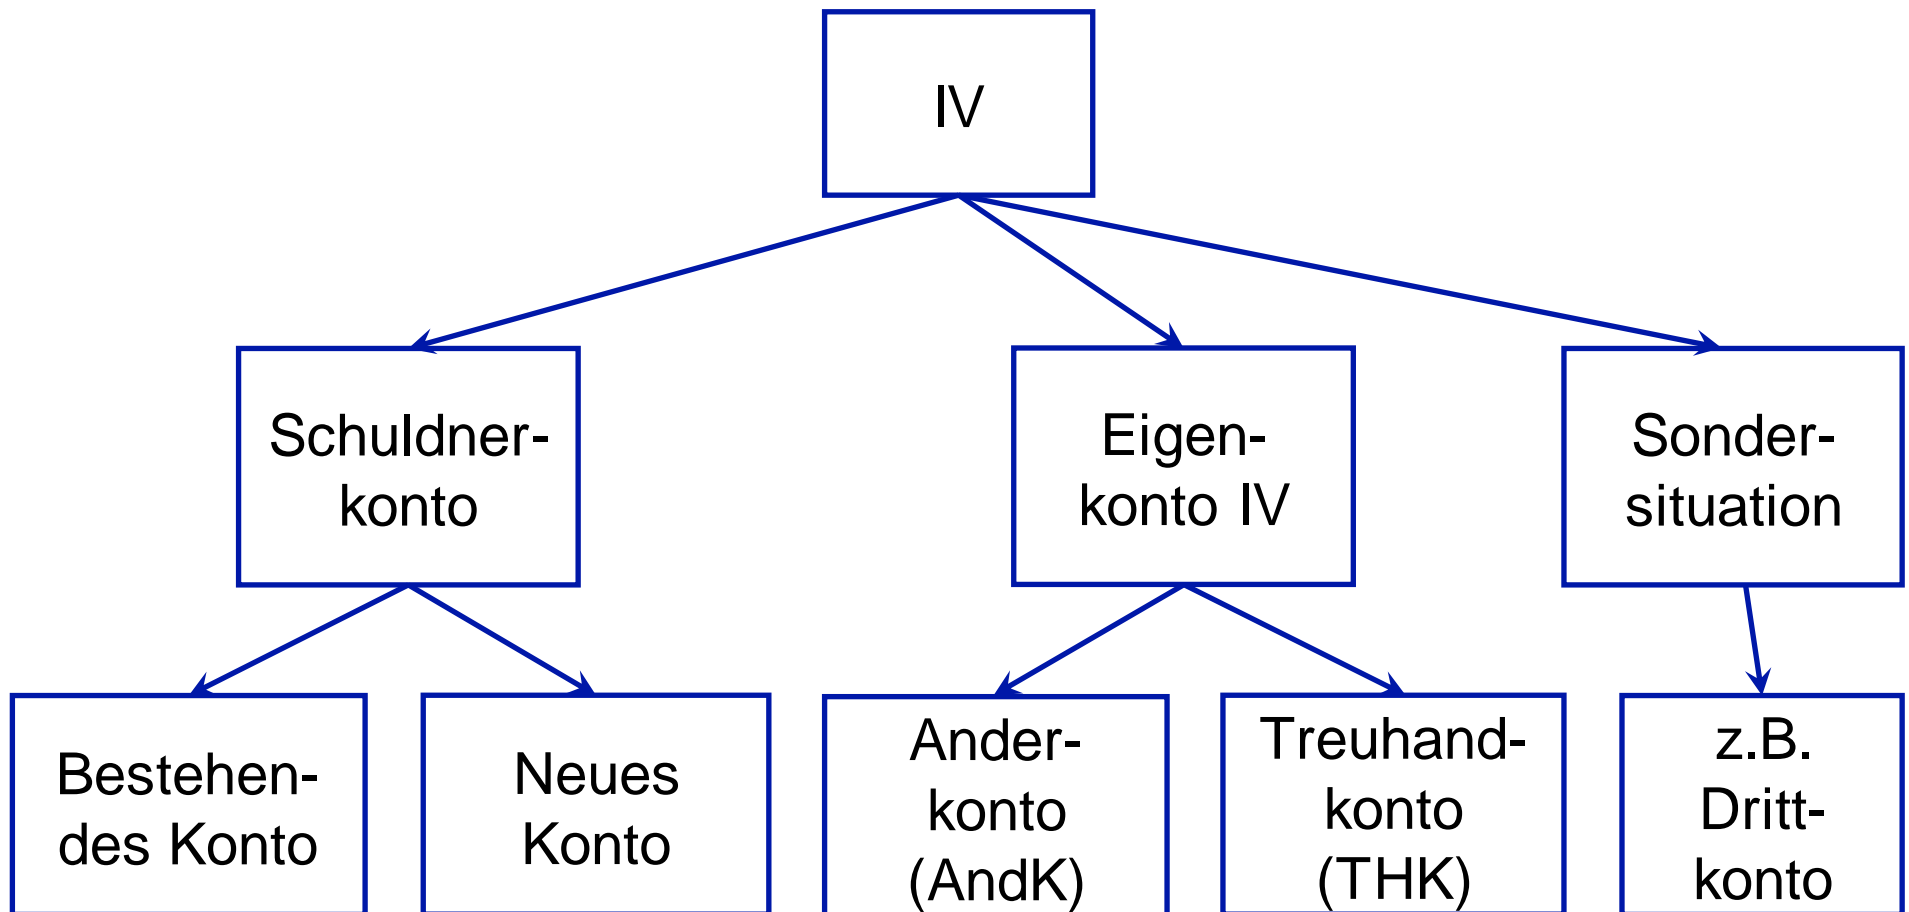 IV
Schuldner-
konto
Eigen-
konto IV
Sonder-
situation
Bestehen-
des Konto
Neues
Konto
Ander-
konto
(AndK)
Treuhand-
konto
(THK)
z.B.
Dritt-
konto